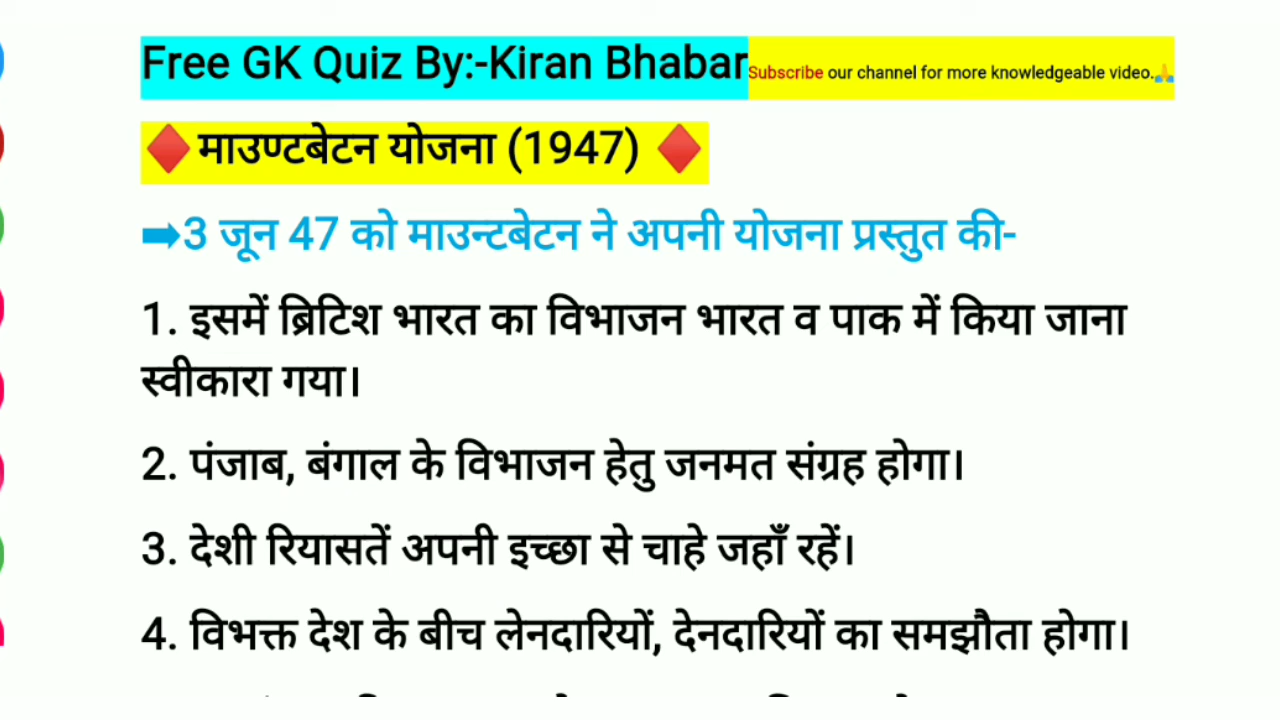 Free GK Quiz By:-Kiran Bhabar Subscribe our channel for more knowledgeable video.🙏
♦️माउण्टबेटन योजना (1947) ♦️
➡3 जून 47 को माउन्टबेटन ने अपनी योजना प्रस्तुत की-
1. इसमें ब्रिटिश भारत का विभाजन भारत व पाक में किया जाना
स्वीकारा गया।
2. पंजाब, बंगाल के विभाजन हेतु जनमत संग्रह होगा।
3. देशी रियासतें अपनी इच्छा से चाहे जहाँ रहें।
4. विभक्त देश के बीच लेनदारियों, देनदारियों का समझौता होगा।